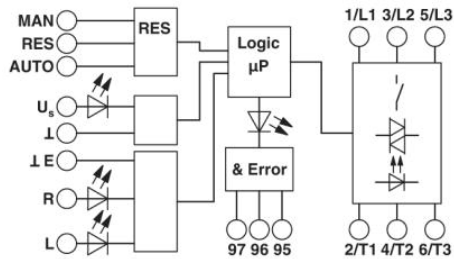 MAN
RES
AUTO
RES
Us
⊥
⊥ E
R
L
Logic
µP
& Error
97 96 95
1/L1 3/L2 5/L3
2/T1 4/T2 6/T3